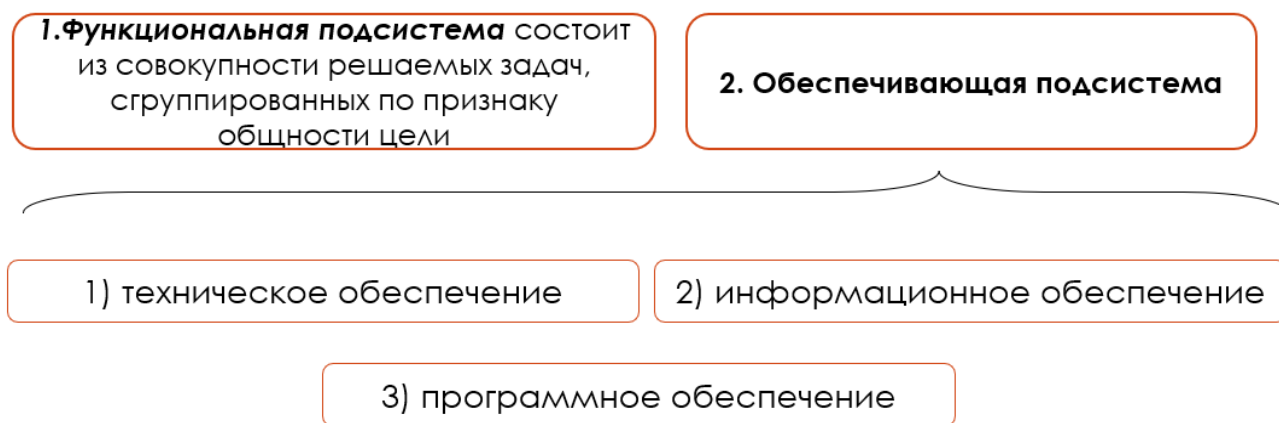 1.Функциональная подсистема состоит
из совокупности решаемых задач,
сгруппированных по признаку
общности цели
2. Обеспечивающая подсистема
1) техническое обеспечение
2) информационное обеспечение
3) программное обеспечение